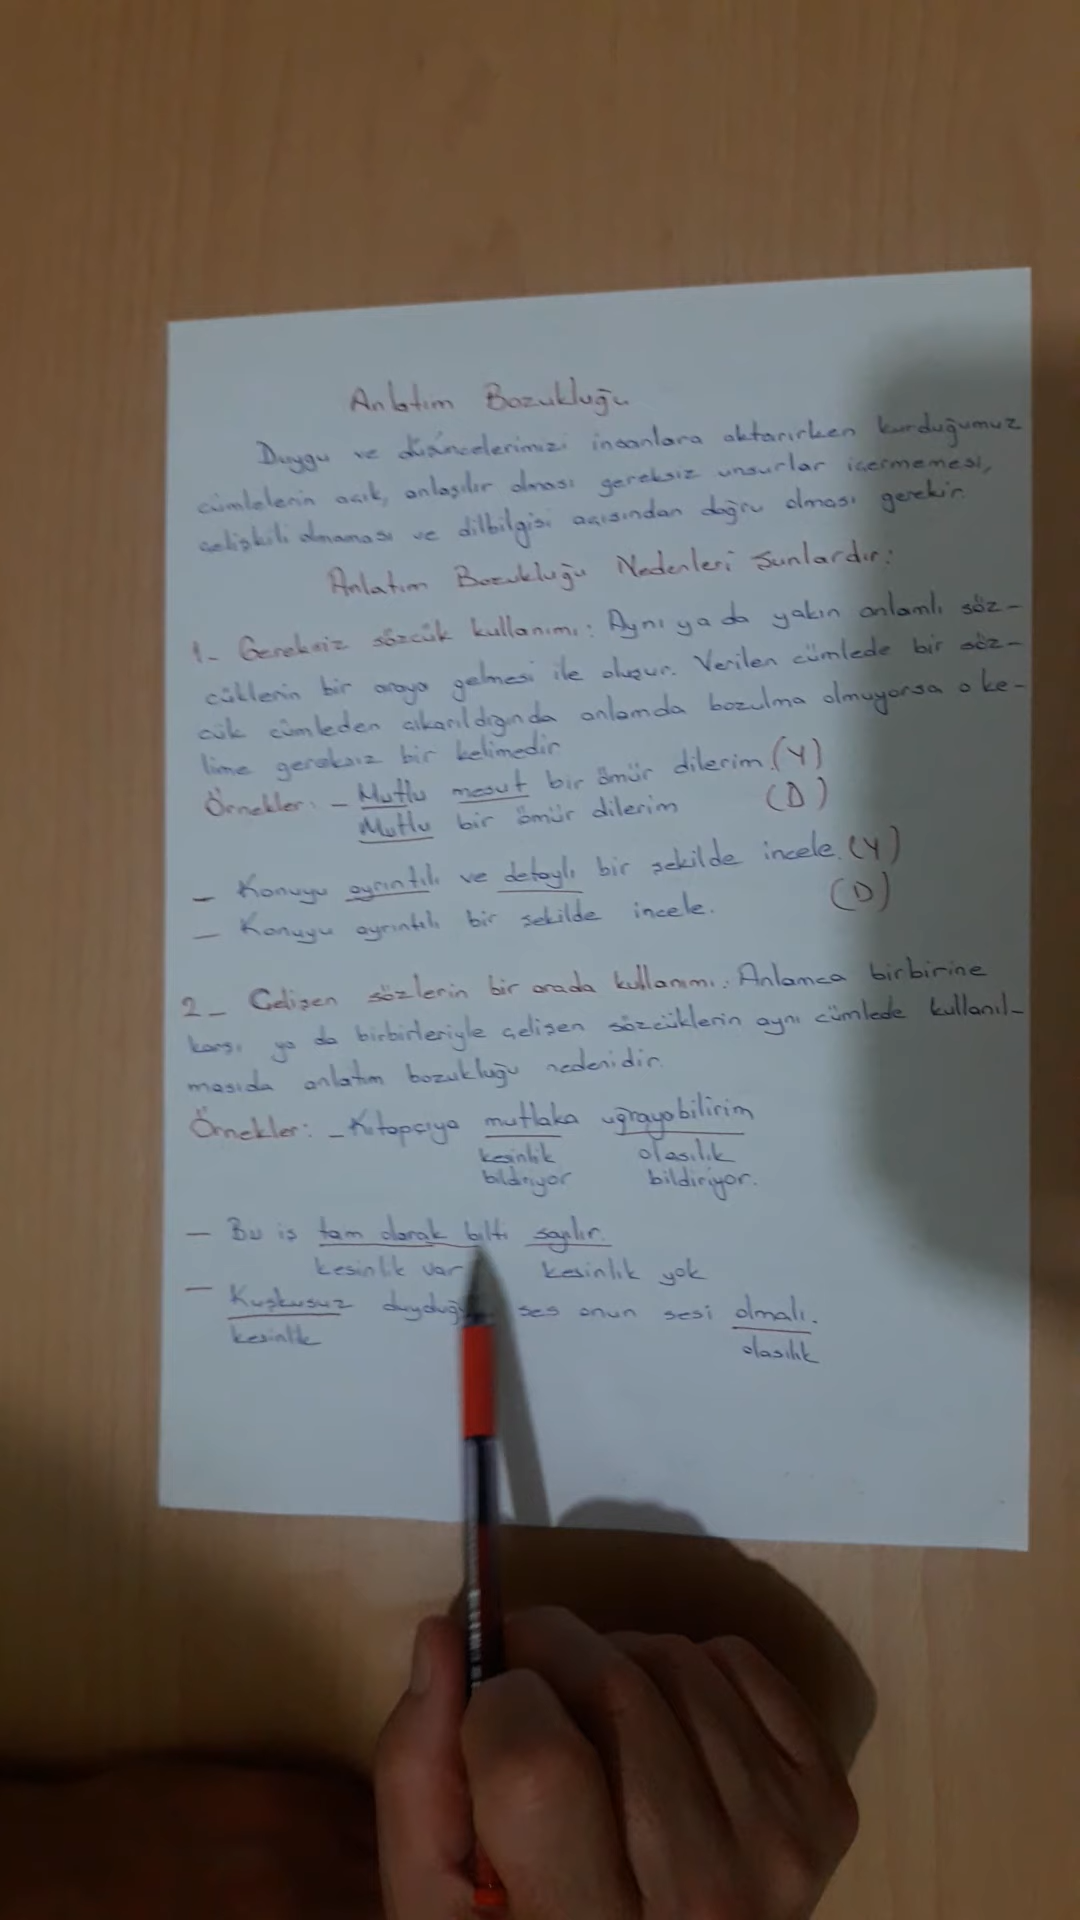 Anlatım Bozukluğu
Duygu ve düşüncelerimizi insanlara aktarırken kurduğumuz
cümlelerin açık, anlaşılır olması gereksiz unsurlar içermemesi,
çelişkili olmaması ve dilbilgisi açısından doğru olması gerekir.
Anlatım Bozukluğu Nedenleri Şunlardır:
1- Gereksiz sözcük kullanımı: Aynı ya da yakın anlamlı söz-
cüklerin bir araya gelmesi ile oluşur. Verilen cümlede bir söz-
cük cümleden çıkarıldığında anlamda bozulma olmuyorsa o ke-
lime gereksiz bir kelimedir
Örnekler: - Mutlu mesut bir ömür dilerim. (Y)
Mutlu bir ömür dilerim (D)
- Konuyu ayrıntılı ve detaylı bir şekilde incele. (Y)
- Konuyu ayrıntılı bir şekilde incele. (D)
2- Çelişen sözlerin bir arada kullanımı: Anlamca birbirine
karşı ya da birbirleriyle çelişen sözcüklerin aynı cümlede kullanıl-
masıda anlatım bozukluğu nedenidir.
Örnekler: - Kitapçıya mutlaka uğrayabilirim
kesinlik olasılık
bildiriyor bildiriyor.
- Bu iş tam olarak bitti sayılır.
kesinlik var kesinlik yok
- Kuşkusuz ses onun sesi olmalı.
kesinlik olasılık